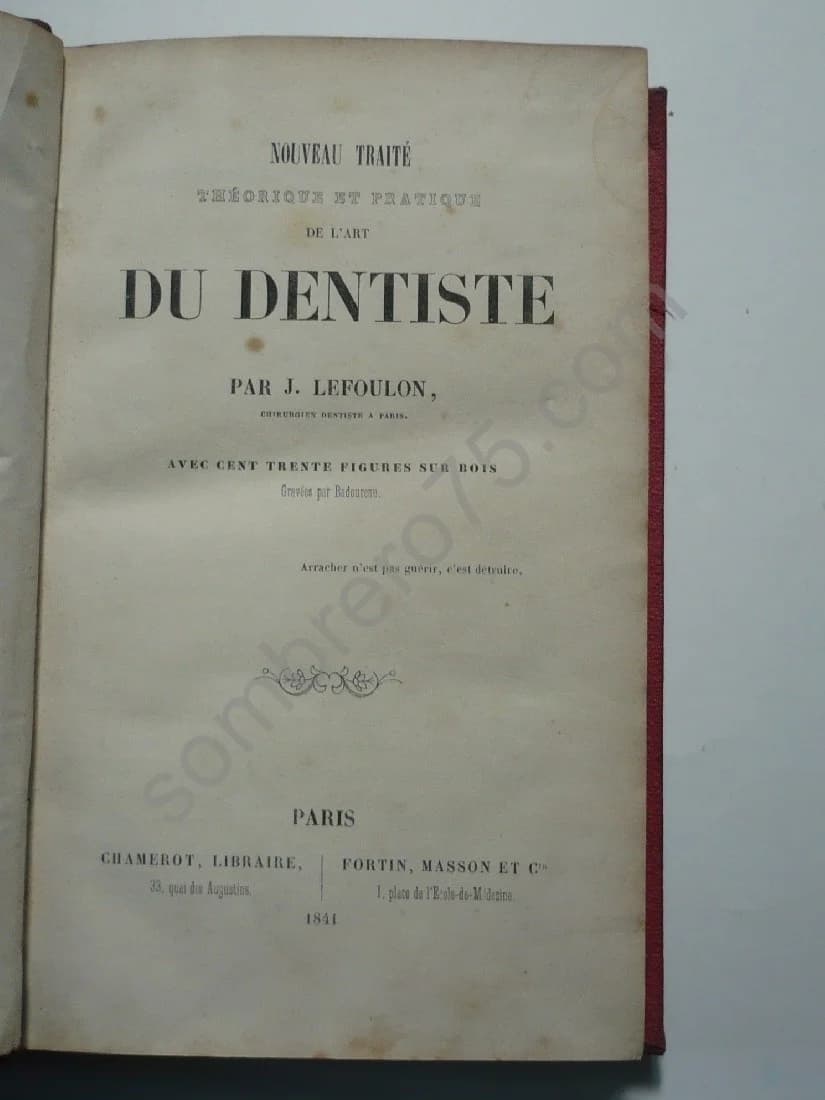 NOUVEAU TRAITÉ
THÉORIQUE ET PRATIQUE
DE L'ART
DU DENTISTE
PAR J. LEFOULON,
CHIRURGIEN DENTISTE A PARIS.
AVEC CENT TRENTE FIGURES SUR BOIS
Gravées par Badoureau.
Arracher n'est pas guérir, c'est détruire,
PARIS
CHAMEROT, LIBRAIRE,
33, quai des Augustins.
FORTIN, MASSON ET Cie
1, place de l'Ecole-de-Médecine.
1841
sombrero75.com